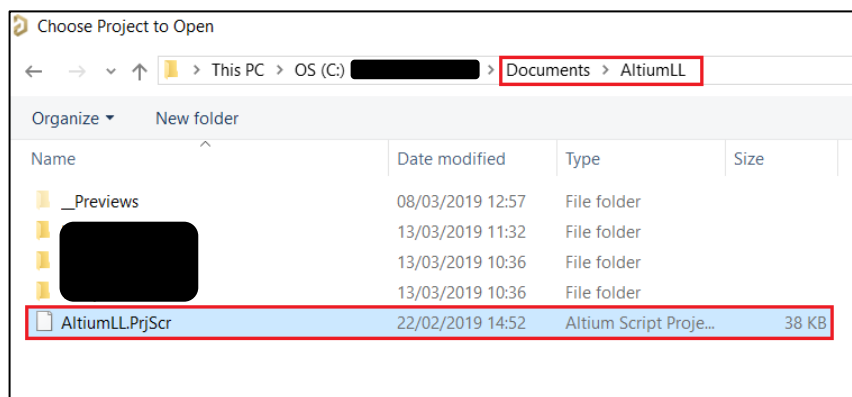 Choose Project to Open
> This PC > OS (C:) > Documents > AltiumLL
Organize New folder
Name Date modified Type Size
__Previews 08/03/2019 12:57 File folder
13/03/2019 11:32 File folder
13/03/2019 10:36 File folder
13/03/2019 10:36 File folder
AltiumLL.PrjScr 22/02/2019 14:52 Altium Script Proje... 38 KB